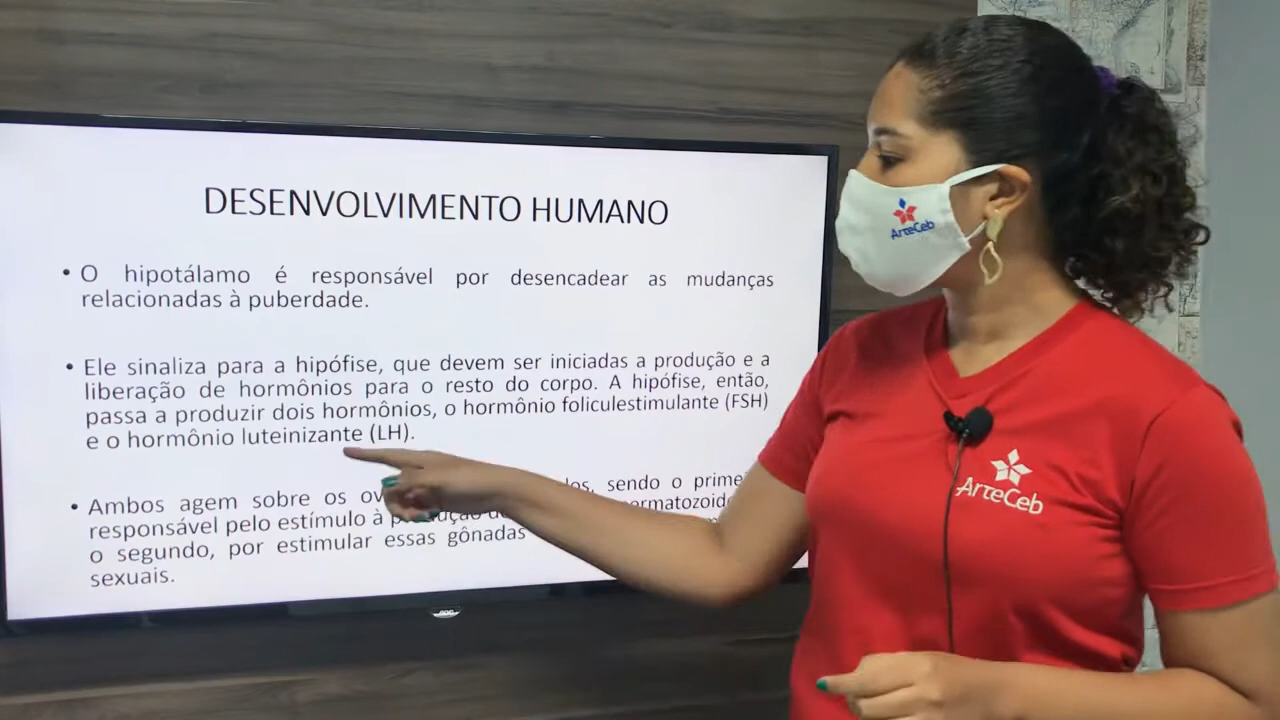 DESENVOLVIMENTO HUMANO
• O hipotálamo é responsável por desencadear as mudanças
relacionadas à puberdade.
• Ele sinaliza para a hipófise, que devem ser iniciadas a produção e a
liberação de hormônios para o resto do corpo. A hipófise, então,
passa a produzir dois hormônios, o hormônio foliculestimulante (FSH)
e o hormônio luteinizante (LH).
• Ambos agem sobre os sendo o
responsável pelo estímulo à
o segundo, por estimular essas gônadas
sexuais.
AOC
ArteCeb
ArteCeb